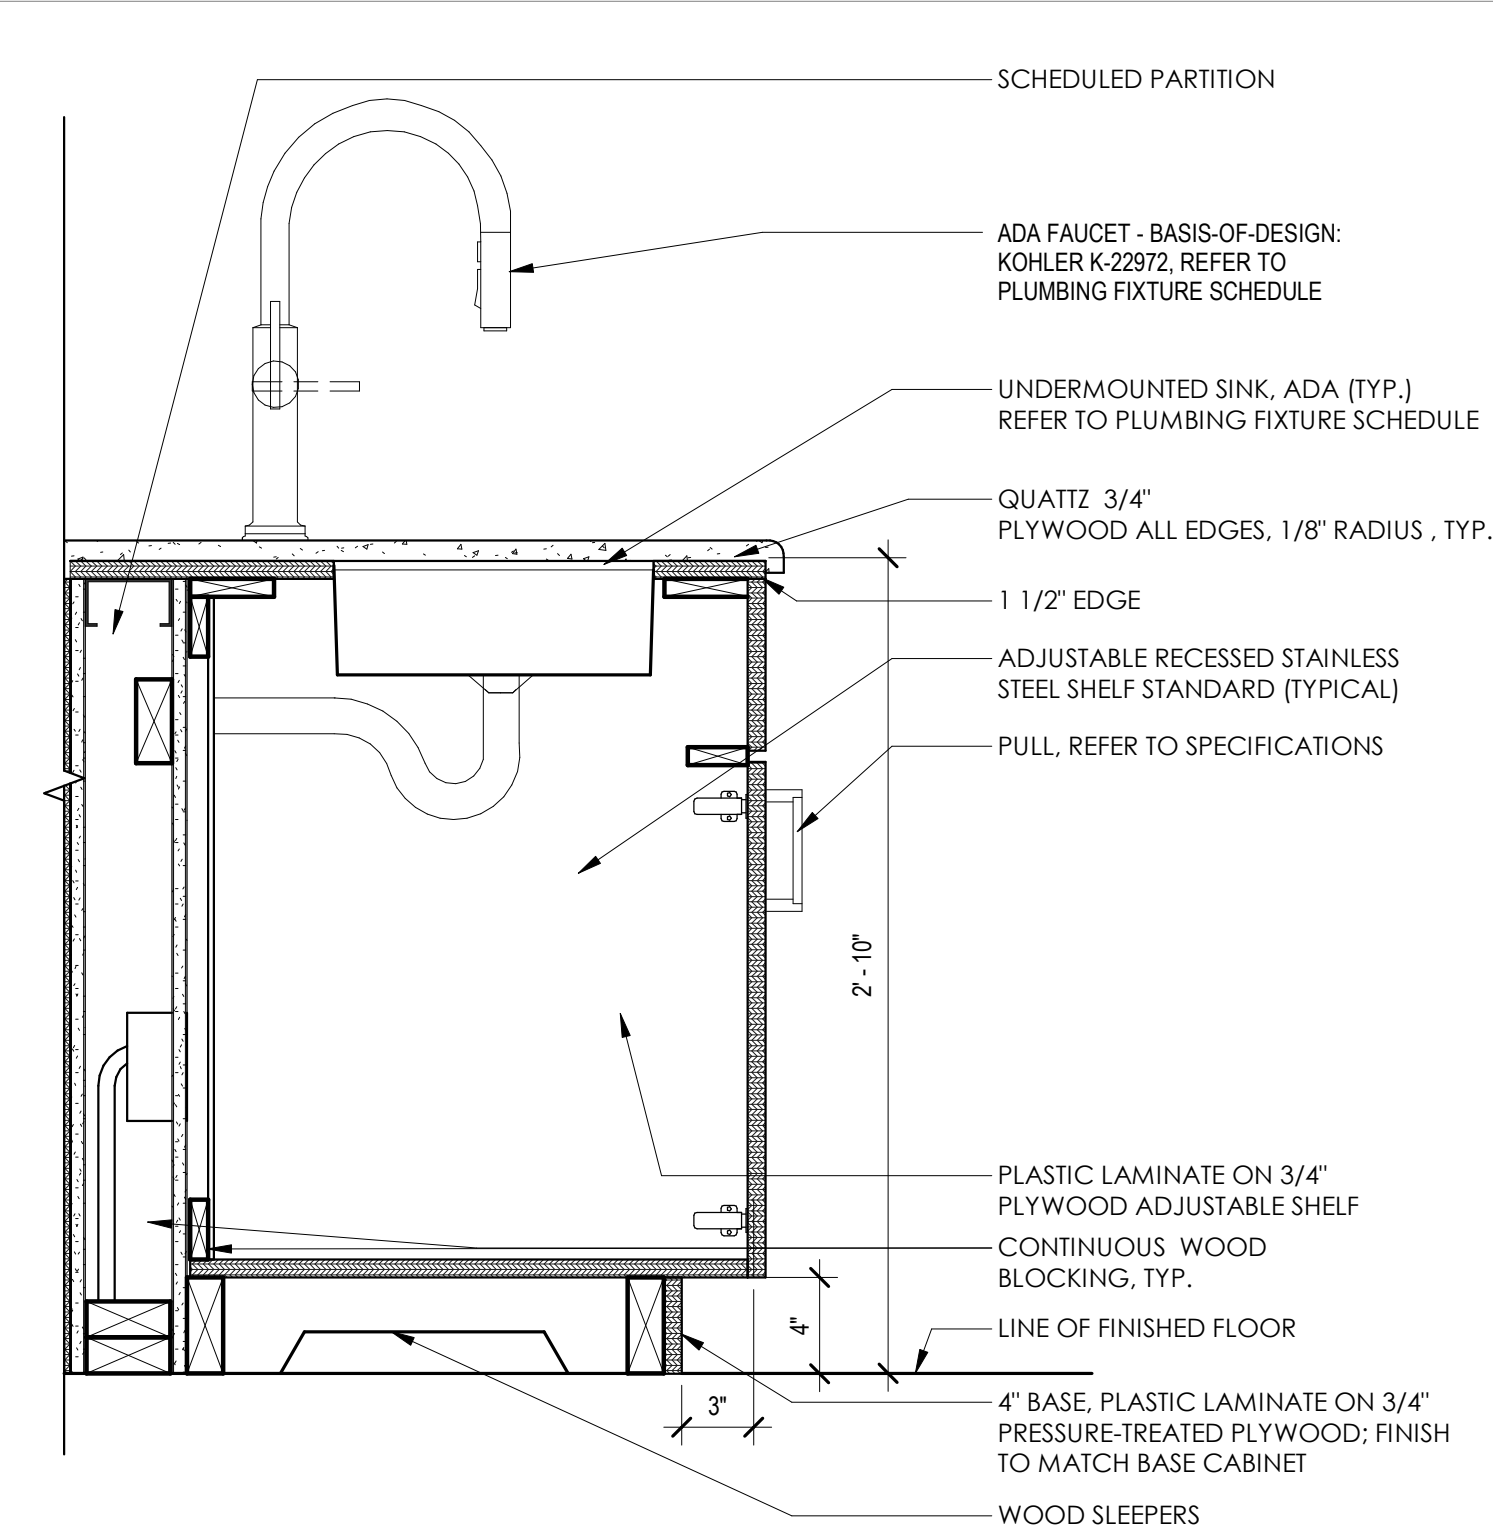 SCHEDULED PARTITION
ADA FAUCET - BASIS-OF-DESIGN:
KOHLER K-22972, REFER TO
PLUMBING FIXTURE SCHEDULE
UNDERMOUNTED SINK, ADA (TYP.)
REFER TO PLUMBING FIXTURE SCHEDULE
QUATTZ 3/4"
PLYWOOD ALL EDGES, 1/8" RADIUS , TYP.
1 1/2" EDGE
ADJUSTABLE RECESSED STAINLESS
STEEL SHELF STANDARD (TYPICAL)
PULL, REFER TO SPECIFICATIONS
2' - 10"
PLASTIC LAMINATE ON 3/4"
PLYWOOD ADJUSTABLE SHELF
CONTINUOUS WOOD
BLOCKING, TYP.
4"
LINE OF FINISHED FLOOR
3"
4" BASE, PLASTIC LAMINATE ON 3/4"
PRESSURE-TREATED PLYWOOD; FINISH
TO MATCH BASE CABINET
WOOD SLEEPERS